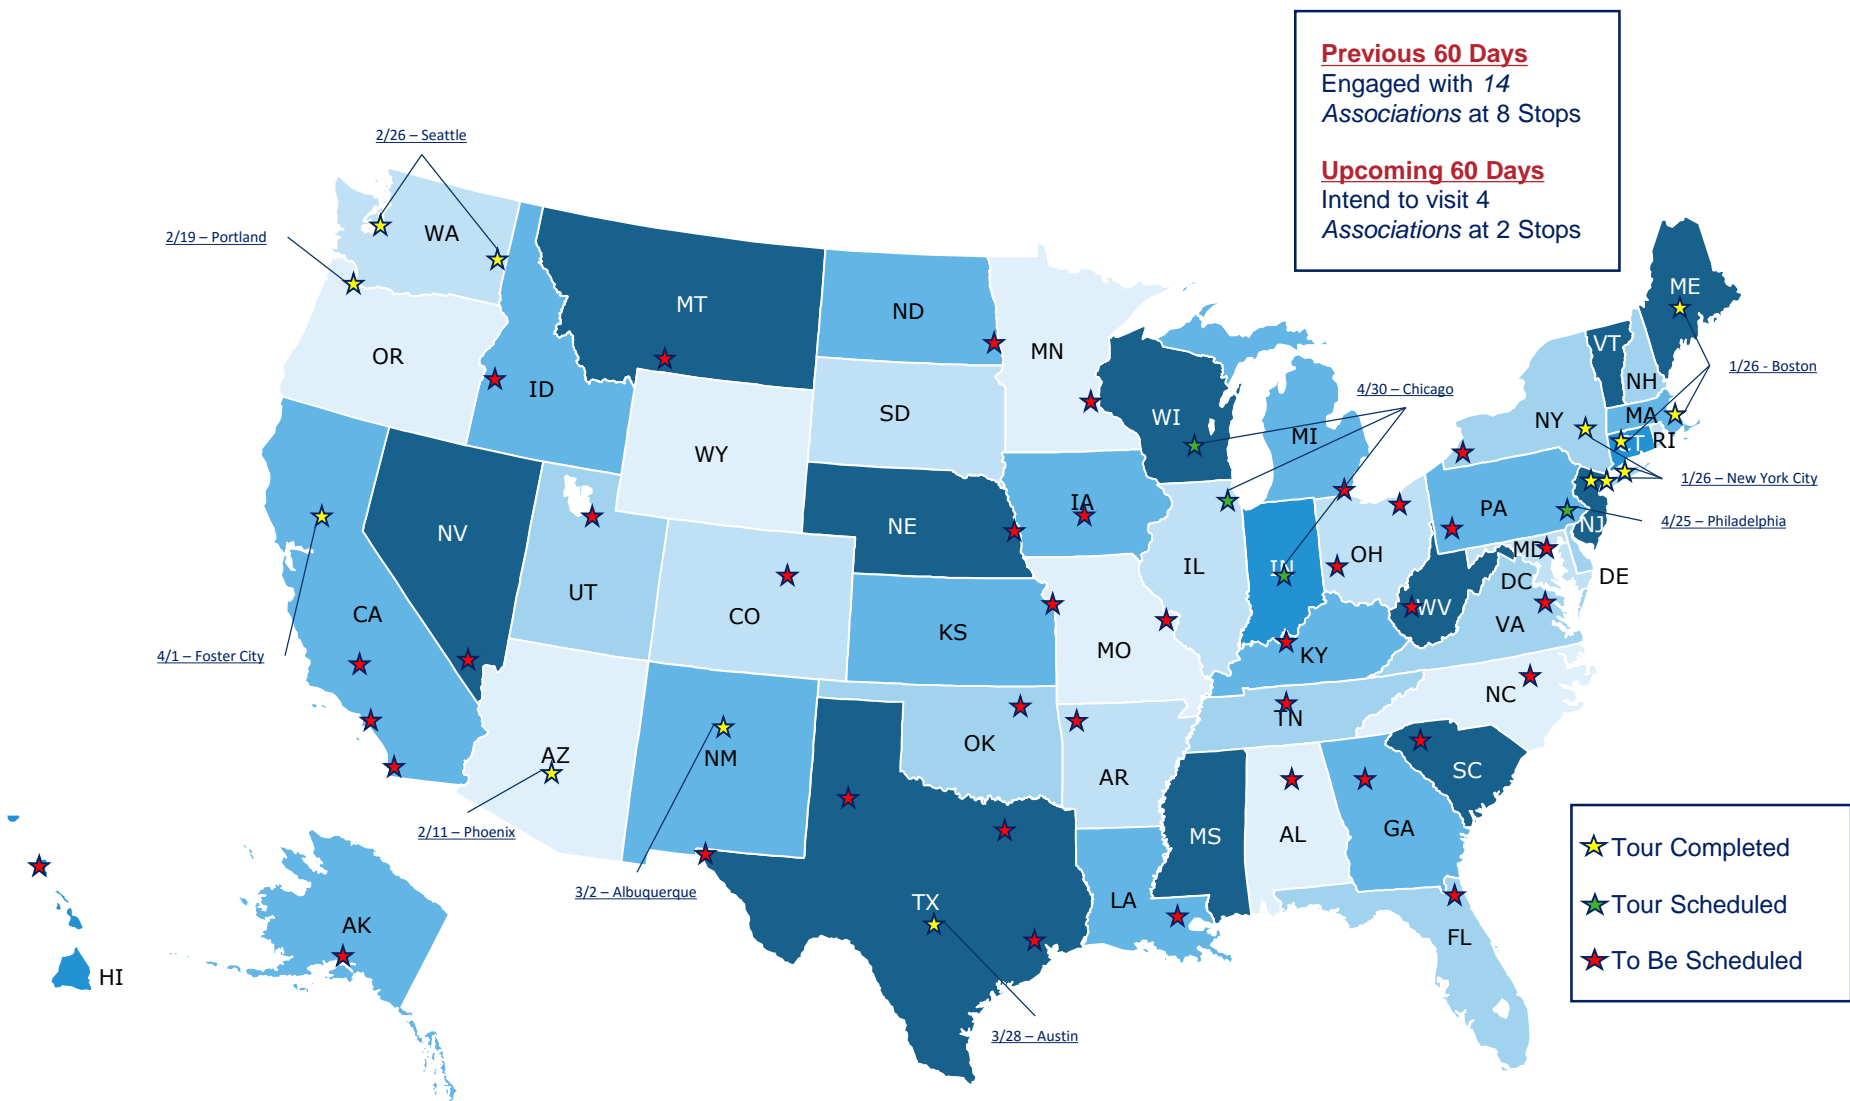 Previous 60 Days
Engaged with 14
Associations at 8 Stops
Upcoming 60 Days
Intend to visit 4
Associations at 2 Stops
2/26 – Seattle
2/19 – Portland
WA
MT
ND
MN
OR
ID
SD
WI
MI
4/30 – Chicago
ME
VT
NH
1/26 - Boston
NY
MA
RI
WY
IA
NE
NV
PA
1/26 – New York City
NJ
4/25 – Philadelphia
UT
CO
IL
IN
OH
MD
DC
DE
CA
KS
MO
KY
WV
VA
4/1 – Foster City
NC
TN
AZ
NM
OK
AR
SC
2/11 – Phoenix
MS
AL
GA
3/2 – Albuquerque
TX
LA
FL
AK
HI
3/28 – Austin
Tour Completed
Tour Scheduled
To Be Scheduled